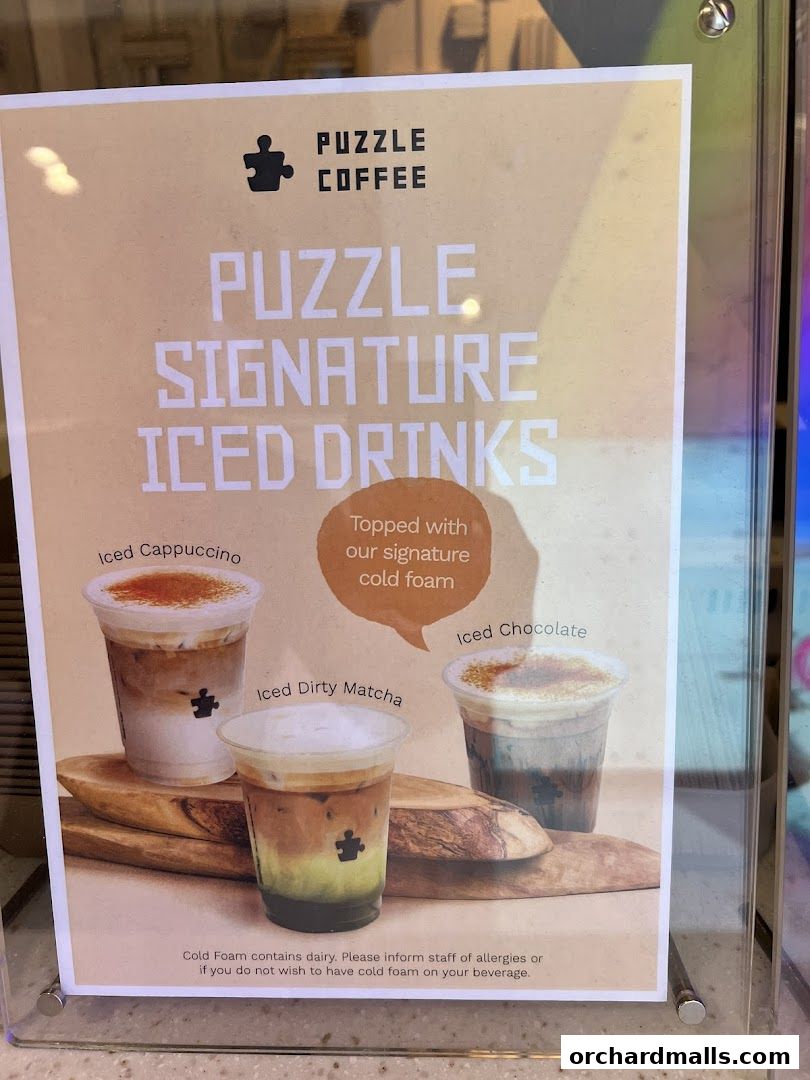 PUZZLE
COFFEE
PUZZLE
SIGNATURE
ICED DRINKS
Topped with
our signature
cold foam
Iced Cappuccino
Iced Dirty Matcha
Iced Chocolate
Cold Foam contains dairy. Please inform staff of allergies or
if you do not wish to have cold foam on your beverage.
orchardmalls.com